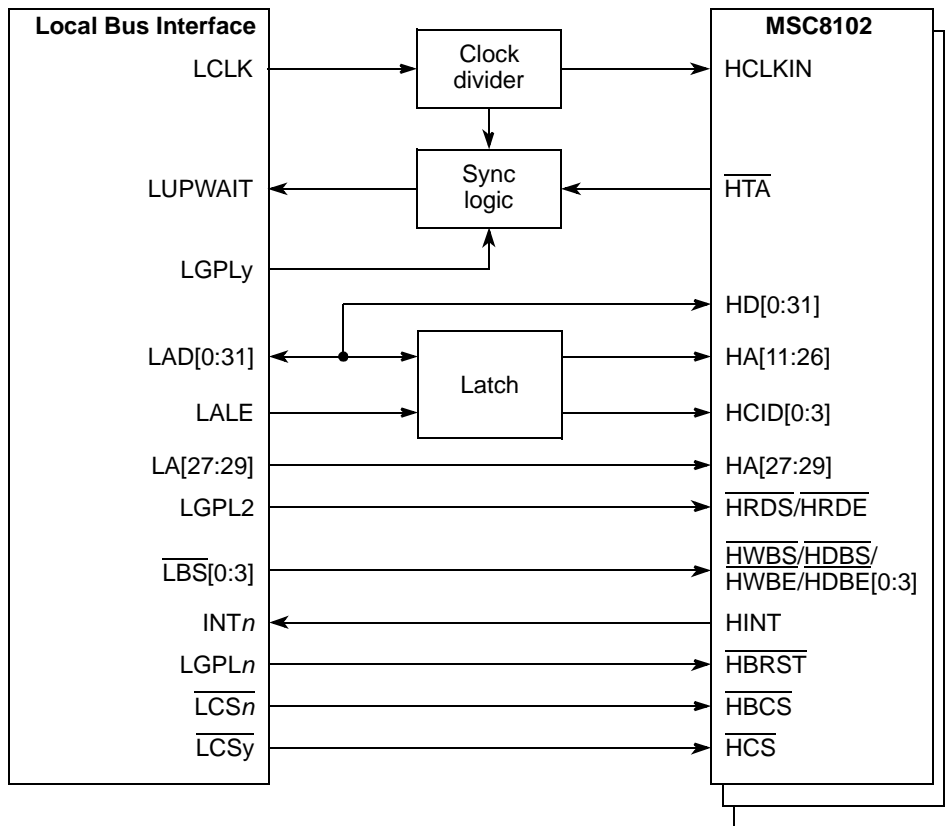 Local Bus Interface
MSC8102
LCLK
Clock
divider
HCLKIN
LUPWAIT
Sync
logic
HTA
LGPLy
HD[0:31]
LAD[0:31]
Latch
HA[11:26]
LALE
HCID[0:3]
LA[27:29]
HA[27:29]
LGPL2
HRDS/HRDE
LBS[0:3]
HWBS/HDBS/
HWBE/HDBE[0:3]
INTn
HINT
LGPLn
HBRST
LCSn
HBCS
LCSy
HCS